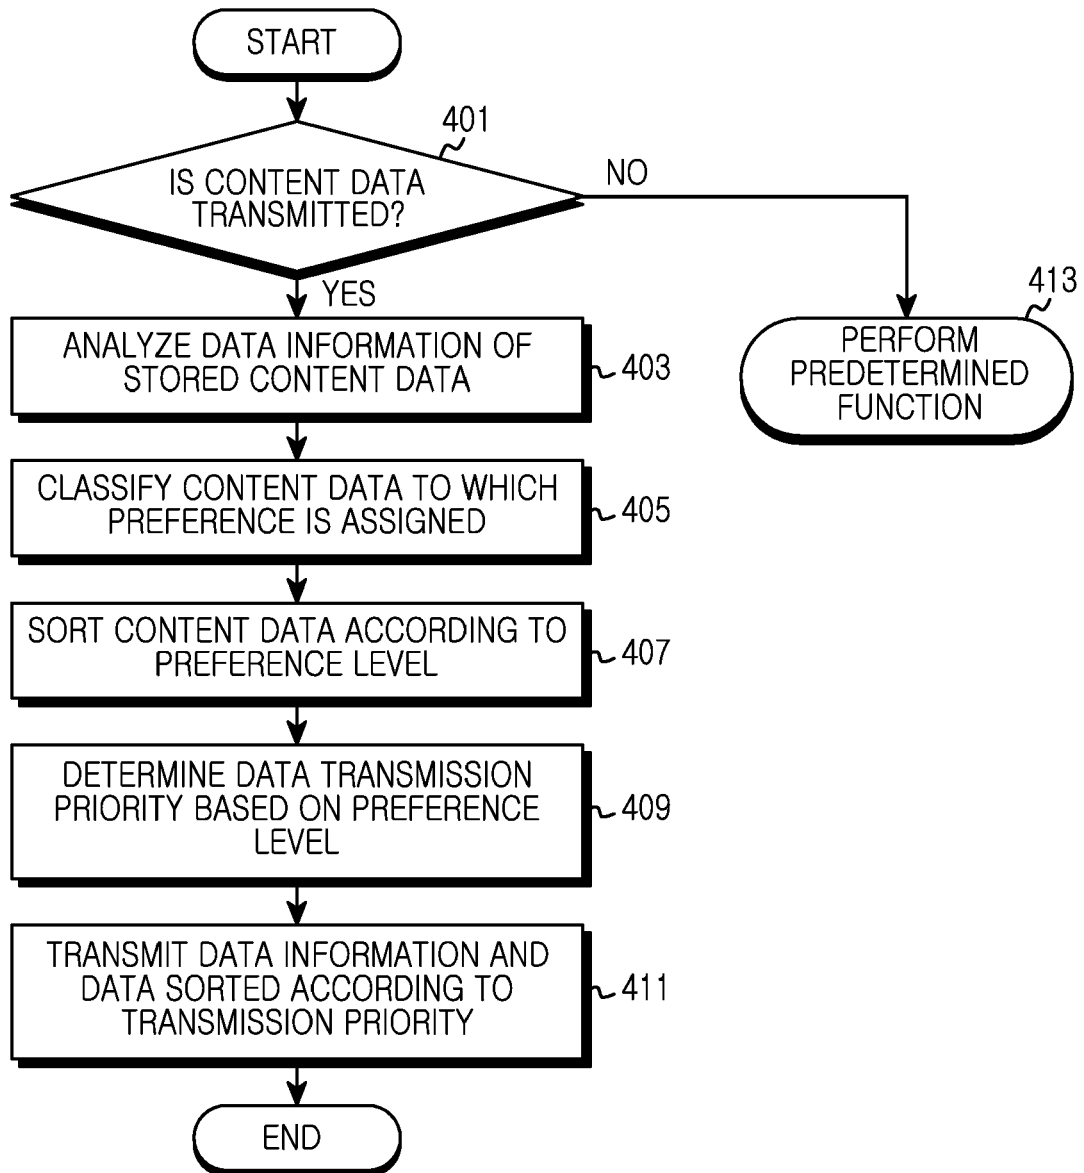 START
401
IS CONTENT DATA
TRANSMITTED?
NO
YES
413
PERFORM
PREDETERMINED
FUNCTION
ANALYZE DATA INFORMATION OF
STORED CONTENT DATA
403
CLASSIFY CONTENT DATA TO WHICH
PREFERENCE IS ASSIGNED
405
SORT CONTENT DATA ACCORDING TO
PREFERENCE LEVEL
407
DETERMINE DATA TRANSMISSION
PRIORITY BASED ON PREFERENCE
LEVEL
409
TRANSMIT DATA INFORMATION AND
DATA SORTED ACCORDING TO
TRANSMISSION PRIORITY
411
END